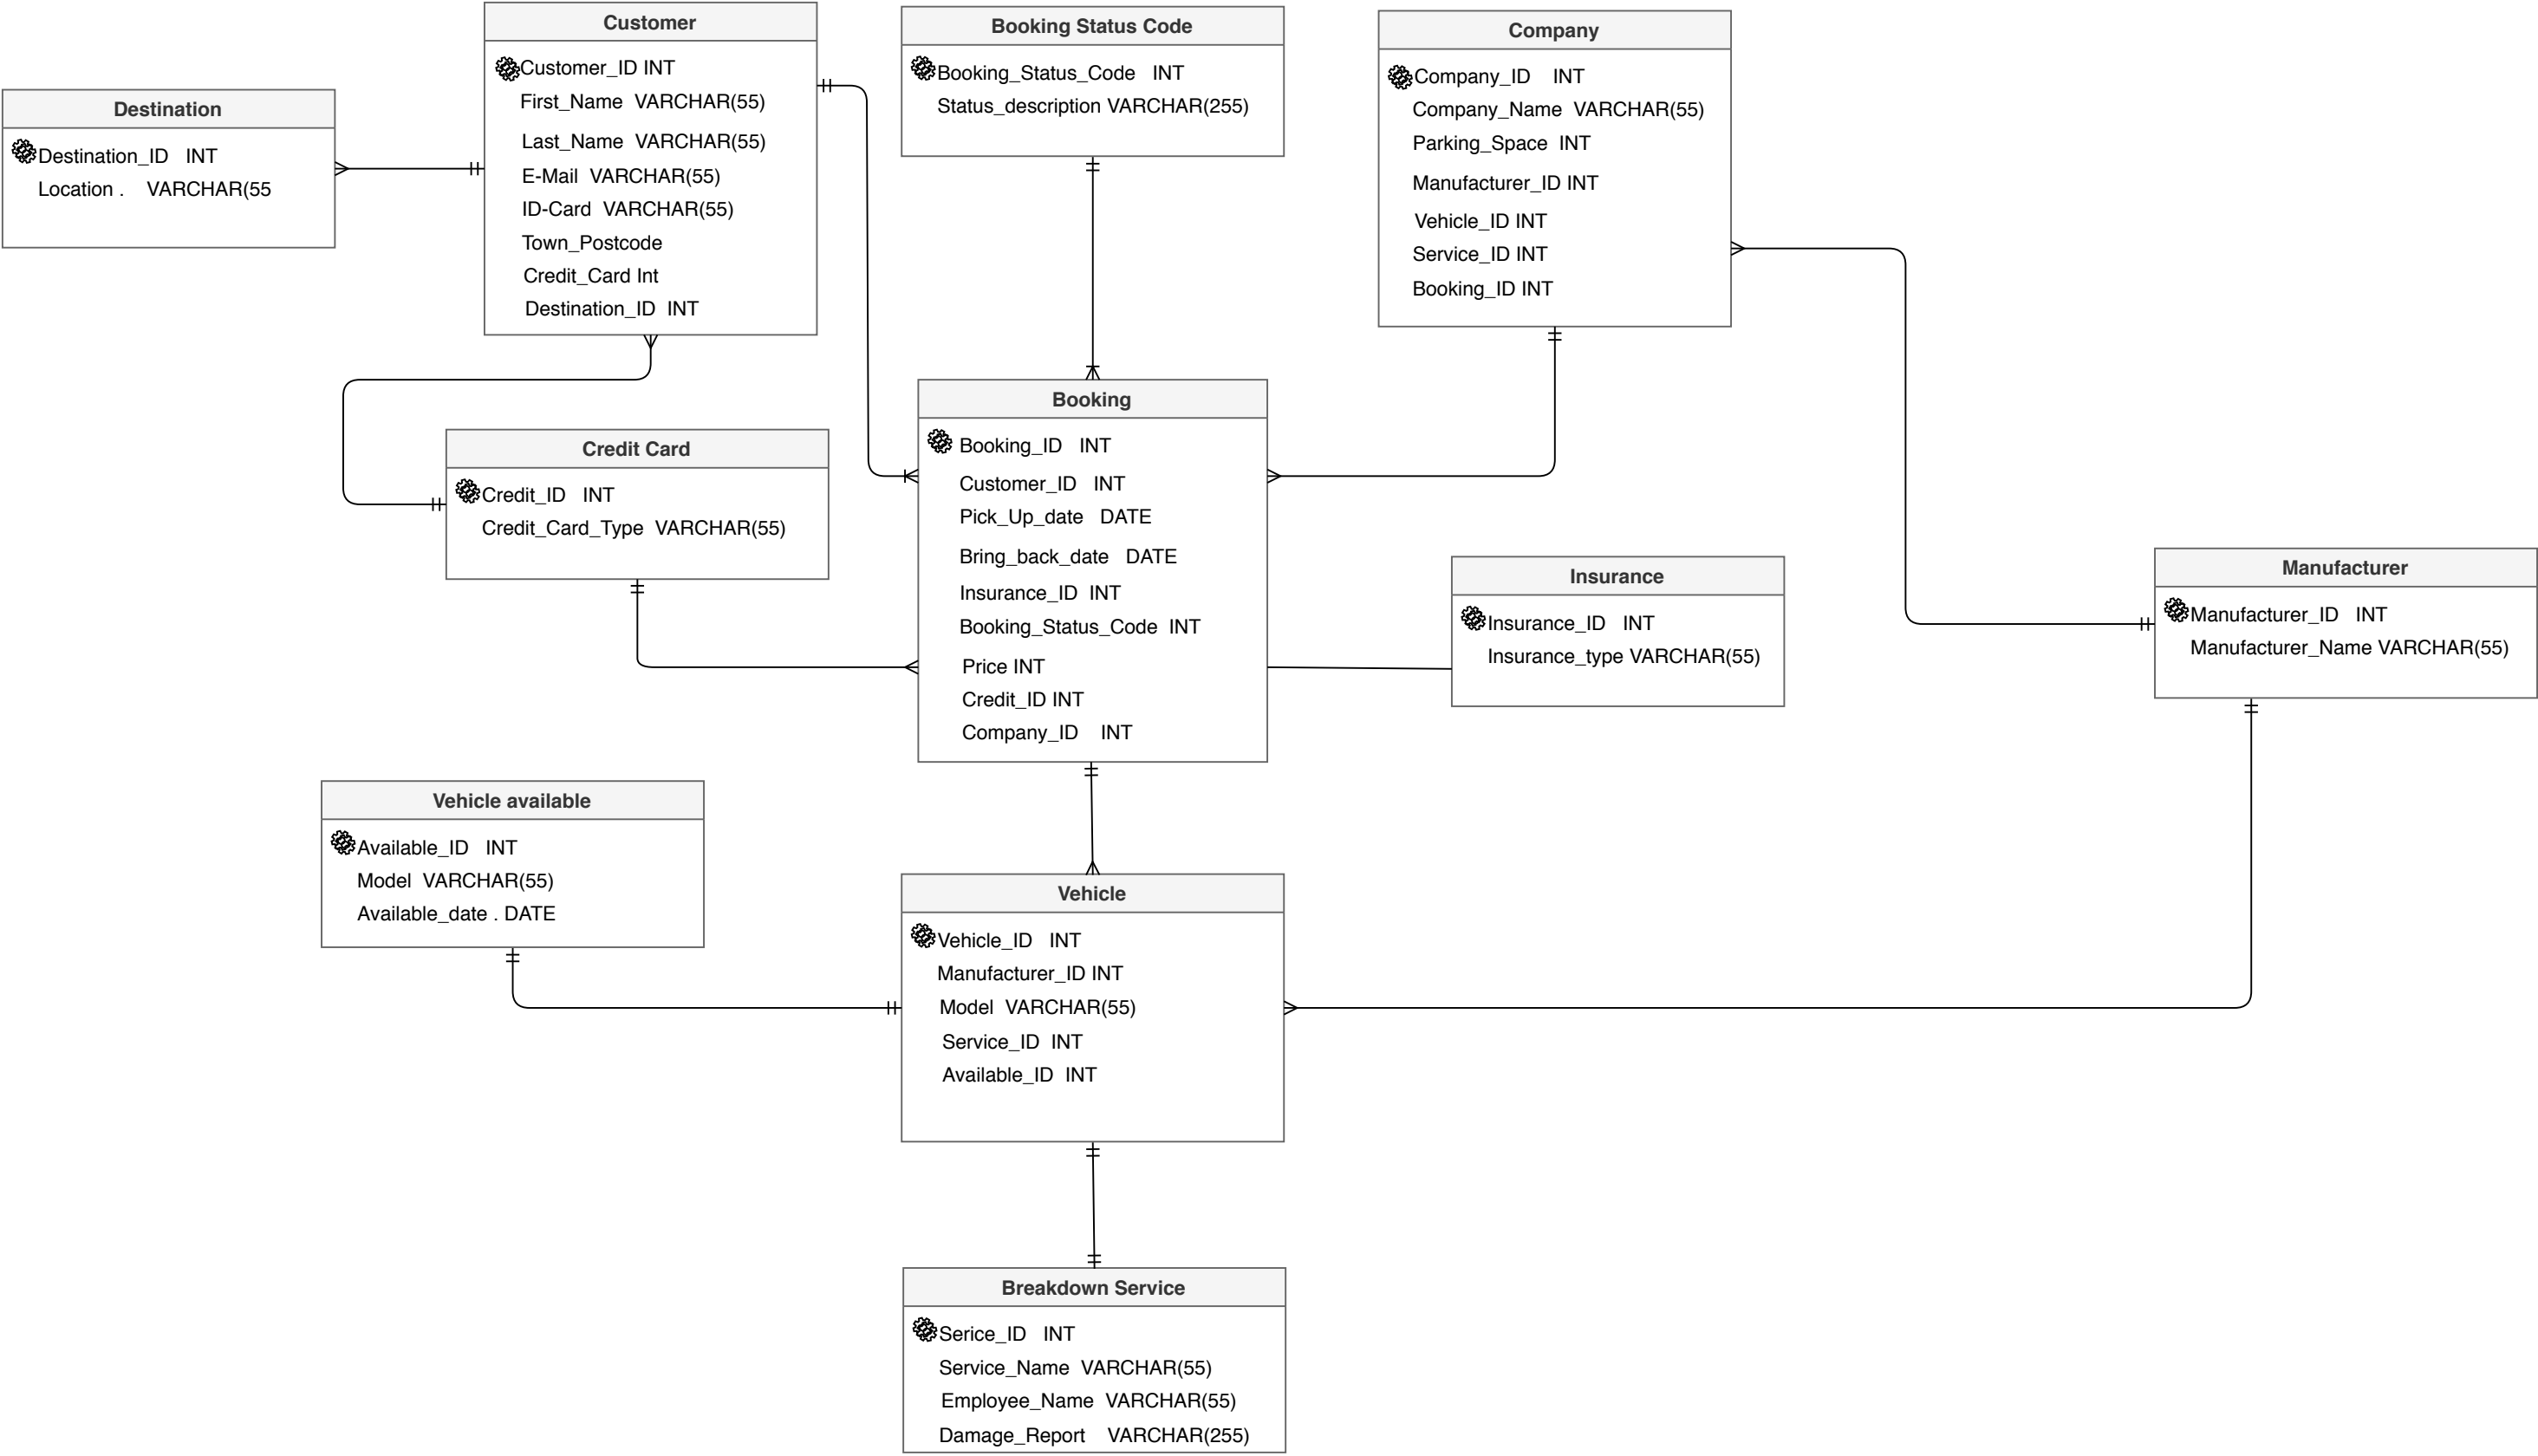 Customer
Customer_ID INT
First_Name VARCHAR(55)
Last_Name VARCHAR(55)
E-Mail VARCHAR(55)
ID-Card VARCHAR(55)
Town_Postcode
Credit_Card Int
Destination_ID INT
Booking Status Code
Booking_Status_Code INT
Status_description VARCHAR(255)
Company
Company_ID INT
Company_Name VARCHAR(55)
Parking_Space INT
Manufacturer_ID INT
Vehicle_ID INT
Service_ID INT
Booking_ID INT
Destination
Destination_ID INT
Location . VARCHAR(55
Credit Card
Credit_ID INT
Credit_Card_Type VARCHAR(55)
Booking
Booking_ID INT
Customer_ID INT
Pick_Up_date DATE
Bring_back_date DATE
Insurance_ID INT
Booking_Status_Code INT
Price INT
Credit_ID INT
Company_ID INT
Insurance
Insurance_ID INT
Insurance_type VARCHAR(55)
Manufacturer
Manufacturer_ID INT
Manufacturer_Name VARCHAR(55)
Vehicle available
Available_ID INT
Model VARCHAR(55)
Available_date . DATE
Vehicle
Vehicle_ID INT
Manufacturer_ID INT
Model VARCHAR(55)
Service_ID INT
Available_ID INT
Breakdown Service
Serice_ID INT
Service_Name VARCHAR(55)
Employee_Name VARCHAR(55)
Damage_Report VARCHAR(255)